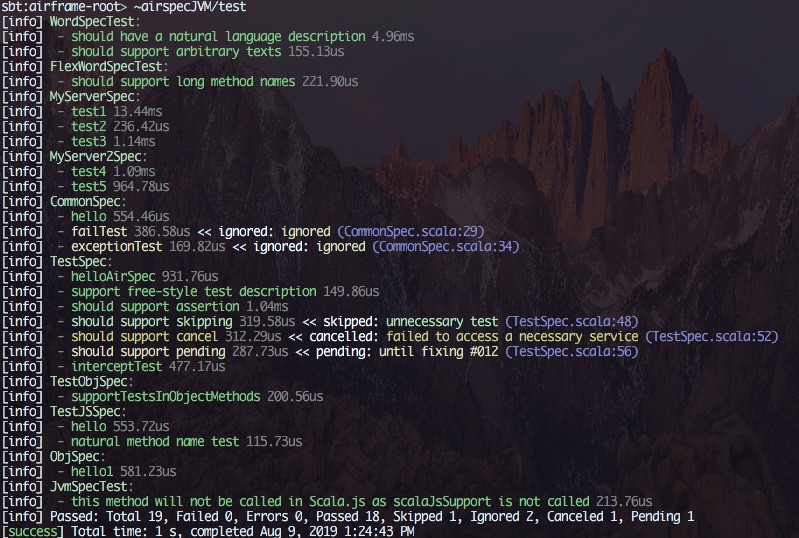 sbt:airframe-root> ~airspecJVM/test
[info] WordSpecTest:
[info]  - should have a natural language description 4.96ms
[info]  - should support arbitrary texts 155.13us
[info] FlexWordSpecTest:
[info]  - should support long method names 221.90us
[info] MyServerSpec:
[info]  - test1 13.44ms
[info]  - test2 236.42us
[info]  - test3 1.14ms
[info] MyServer2Spec:
[info]  - test4 1.09ms
[info]  - test5 964.78us
[info] CommonSpec:
[info]  - hello 554.46us
[info]  - failTest 386.58us << ignored: ignored (CommonSpec.scala:29)
[info]  - exceptionTest 169.82us << ignored: ignored (CommonSpec.scala:34)
[info] TestSpec:
[info]  - helloAirSpec 931.76us
[info]  - support free-style test description 149.86us
[info]  - should support assertion 1.04ms
[info]  - should support skipping 319.58us << skipped: unnecessary test (TestSpec.scala:48)
[info]  - should support cancel 312.29us << cancelled: failed to access a necessary service (TestSpec.scala:52)
[info]  - should support pending 287.73us << pending: until fixing #012 (TestSpec.scala:56)
[info]  - interceptTest 477.17us
[info] TestObjSpec:
[info]  - supportTestsInObjectMethods 200.56us
[info] TestJSSpec:
[info]  - hello 553.72us
[info]  - natural method name test 115.73us
[info] ObjSpec:
[info]  - hello1 581.23us
[info] JvmSpecTest:
[info]  - this method will not be called in Scala.js as scalaJsSupport is not called 213.76us
[info] Passed: Total 19, Failed 0, Errors 0, Passed 18, Skipped 1, Ignored 2, Canceled 1, Pending 1
[success] Total time: 1 s, completed Aug 9, 2019 1:24:43 PM